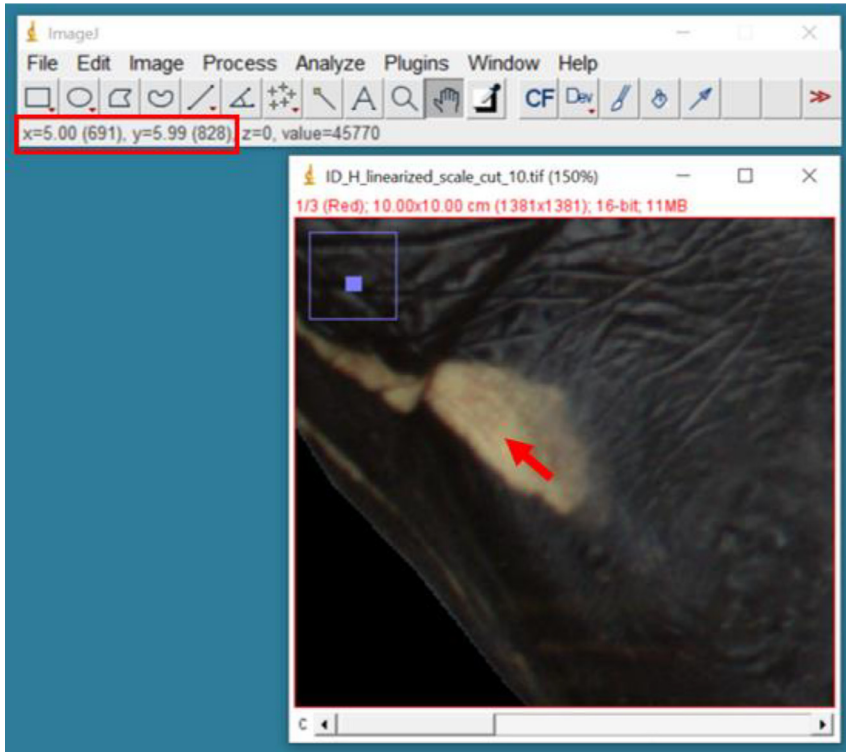 ImageJ
File Edit Image Process Analyze Plugins Window Help
A CF Dev
x=5.00 (691), y=5.99 (828), z=0, value=45770
ID_H_linearized_scale_cut_10.tif (150%)
1/3 (Red); 10.00x10.00 cm (1381x1381); 16-bit; 11MB
c